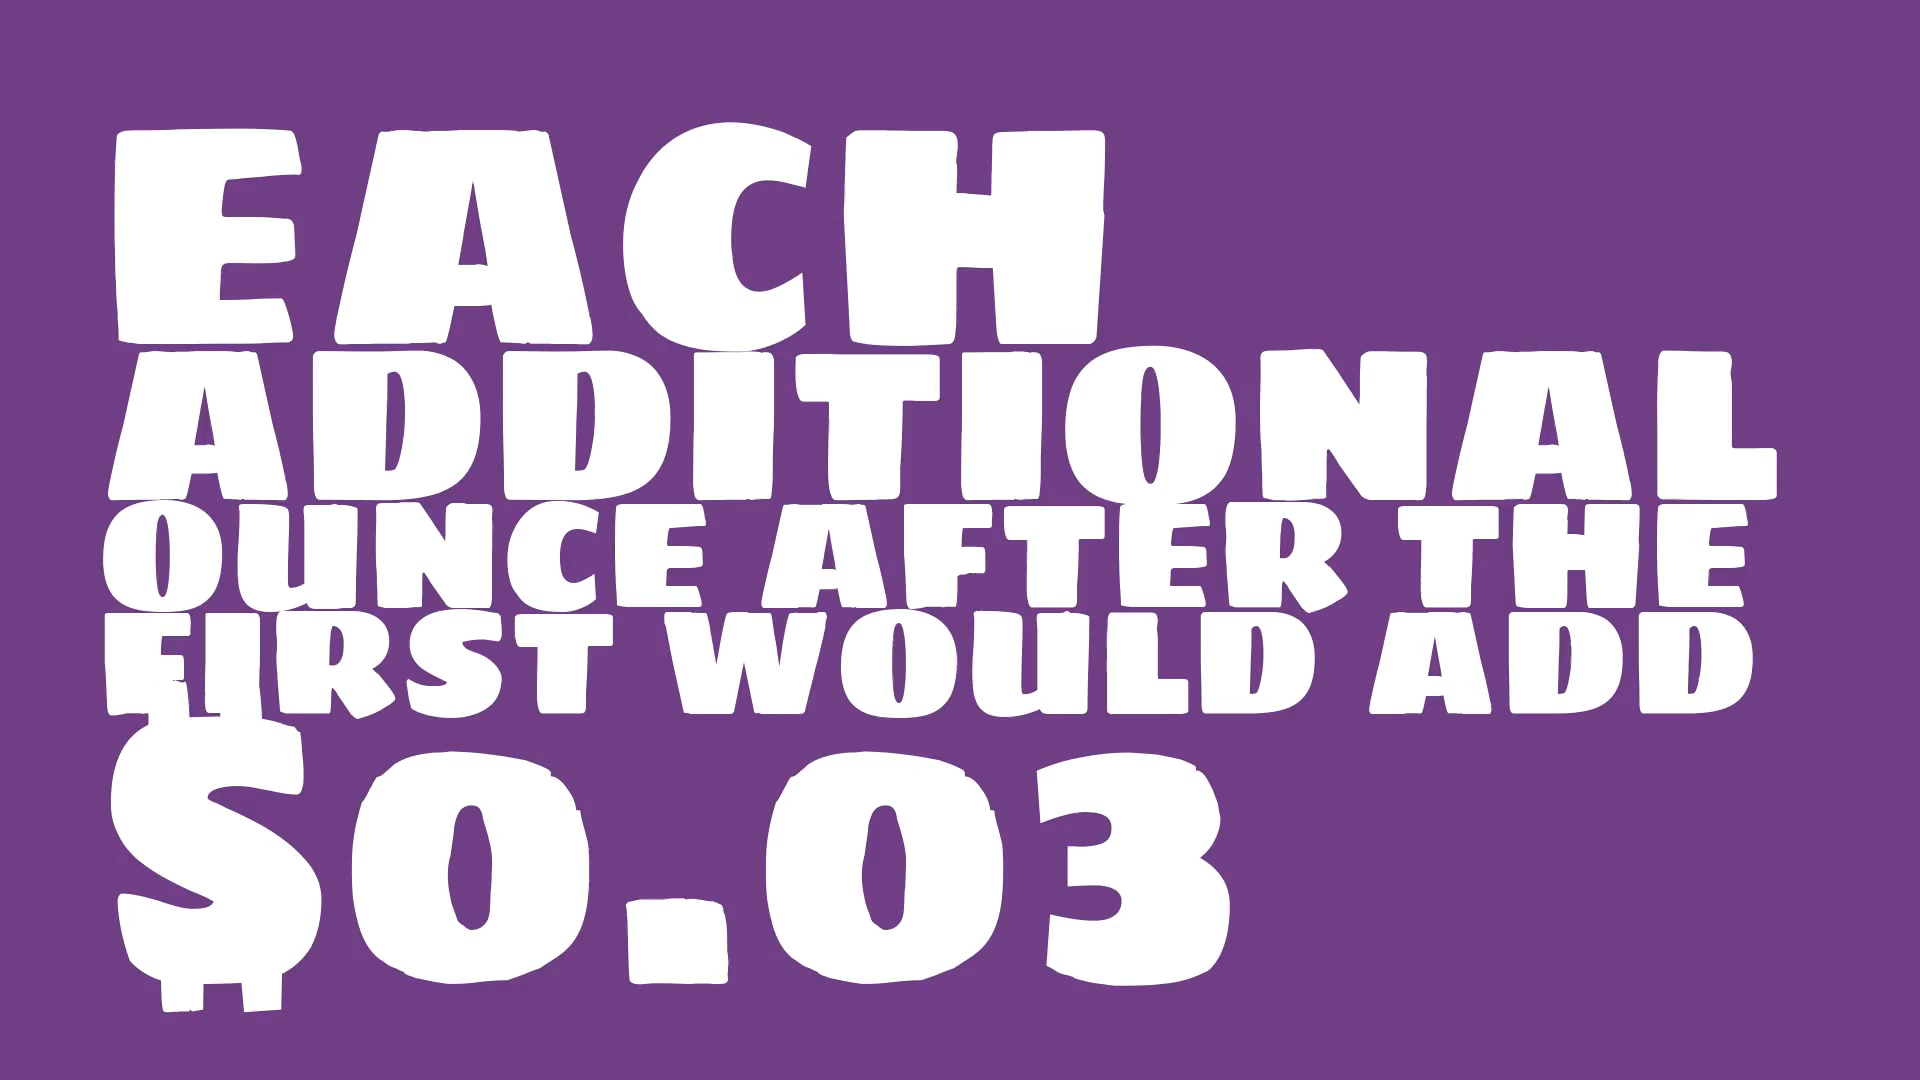 EACH
ADDITIONAL
OUNCE AFTER THE
FIRST WOULD ADD
$0.03